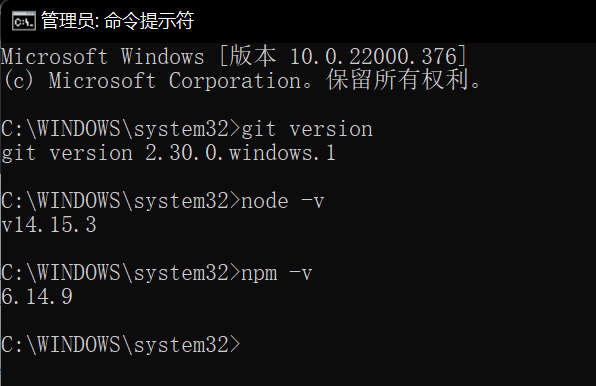 管理员: 命令提示符
Microsoft Windows [版本 10.0.22000.376]
(c) Microsoft Corporation。保留所有权利。
C:\WINDOWS\system32>git version
git version 2.30.0.windows.1
C:\WINDOWS\system32>node -v
v14.15.3
C:\WINDOWS\system32>npm -v
6.14.9
C:\WINDOWS\system32>